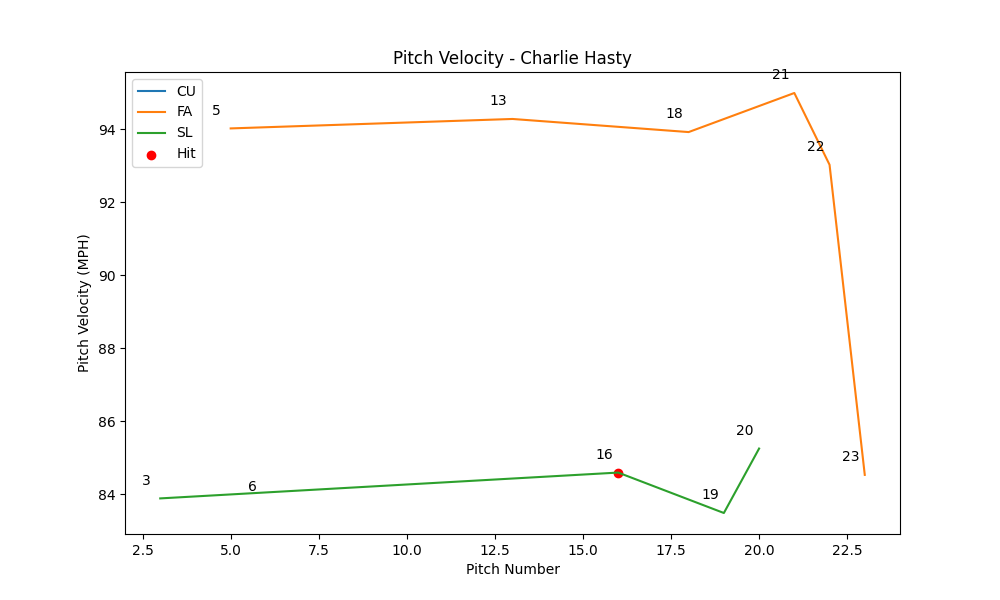 Pitch Velocity - Charlie Hasty
CU
FA
SL
Hit
5
13
18
21
22
23
3
6
16
19
20
94
92
90
88
86
84
Pitch Velocity (MPH)
2.5 5.0 7.5 10.0 12.5 15.0 17.5 20.0 22.5
Pitch Number